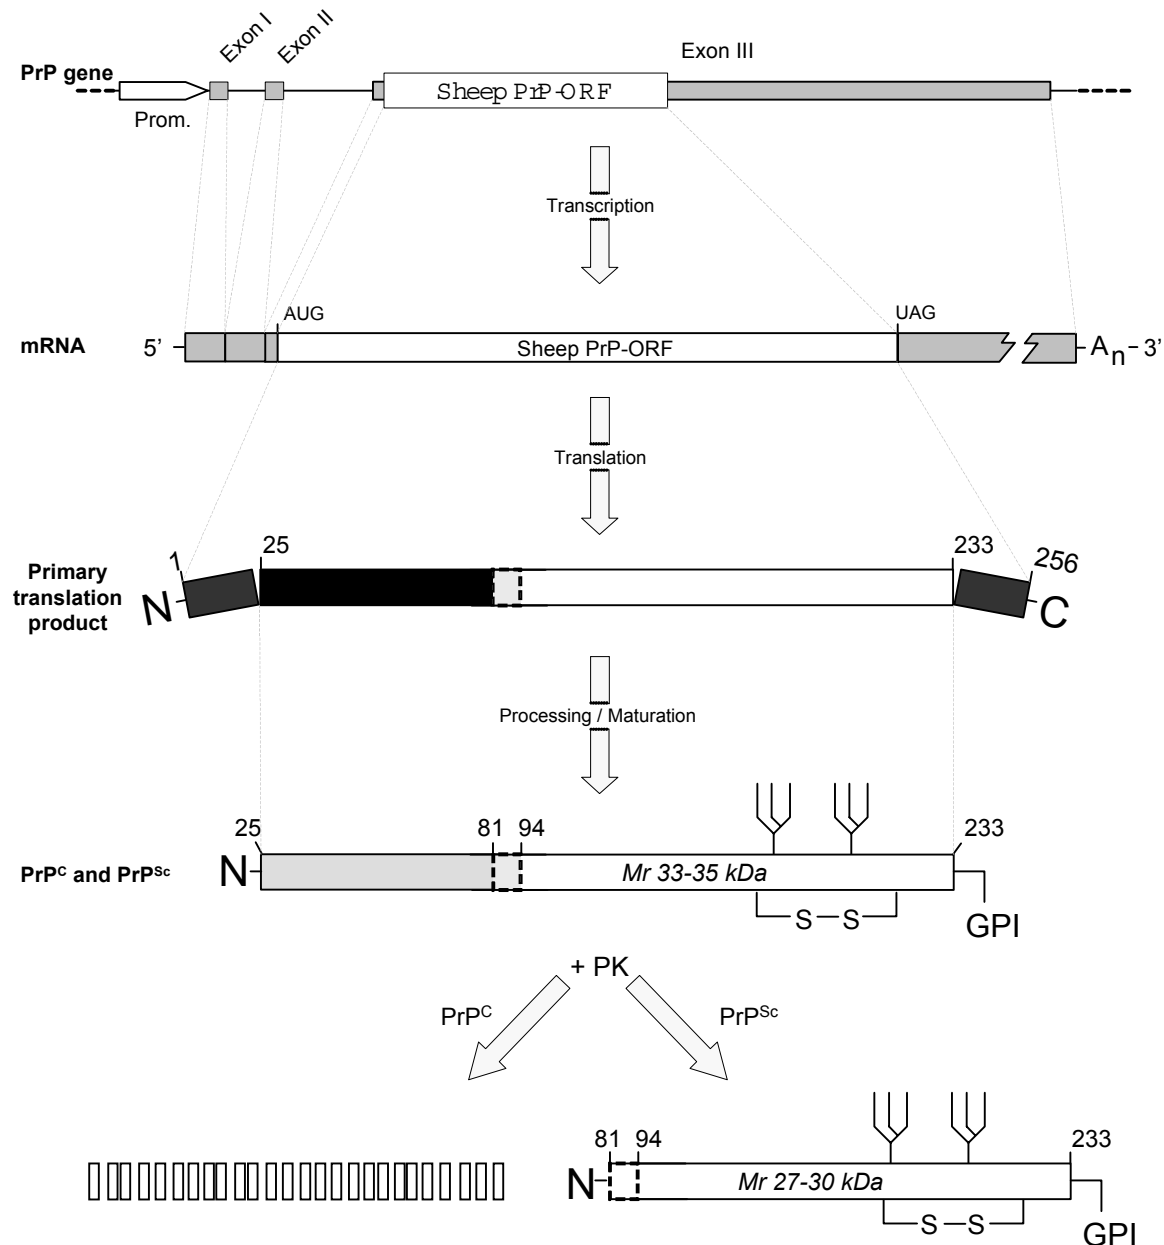 Exon I
Exon II
Exon III
PrP gene
Sheep PrP-ORF
Prom.
Transcription
AUG
UAG
mRNA
5’
Sheep PrP-ORF
An
3’
Translation
1
25
233
256
Primary
translation
product
N
C
Processing / Maturation
25
81
94
233
PrPC and PrPSc
N
Mr 33-35 kDa
S
S
GPI
+ PK
PrPC
PrPSc
81
94
233
N
Mr 27-30 kDa
S
S
GPI